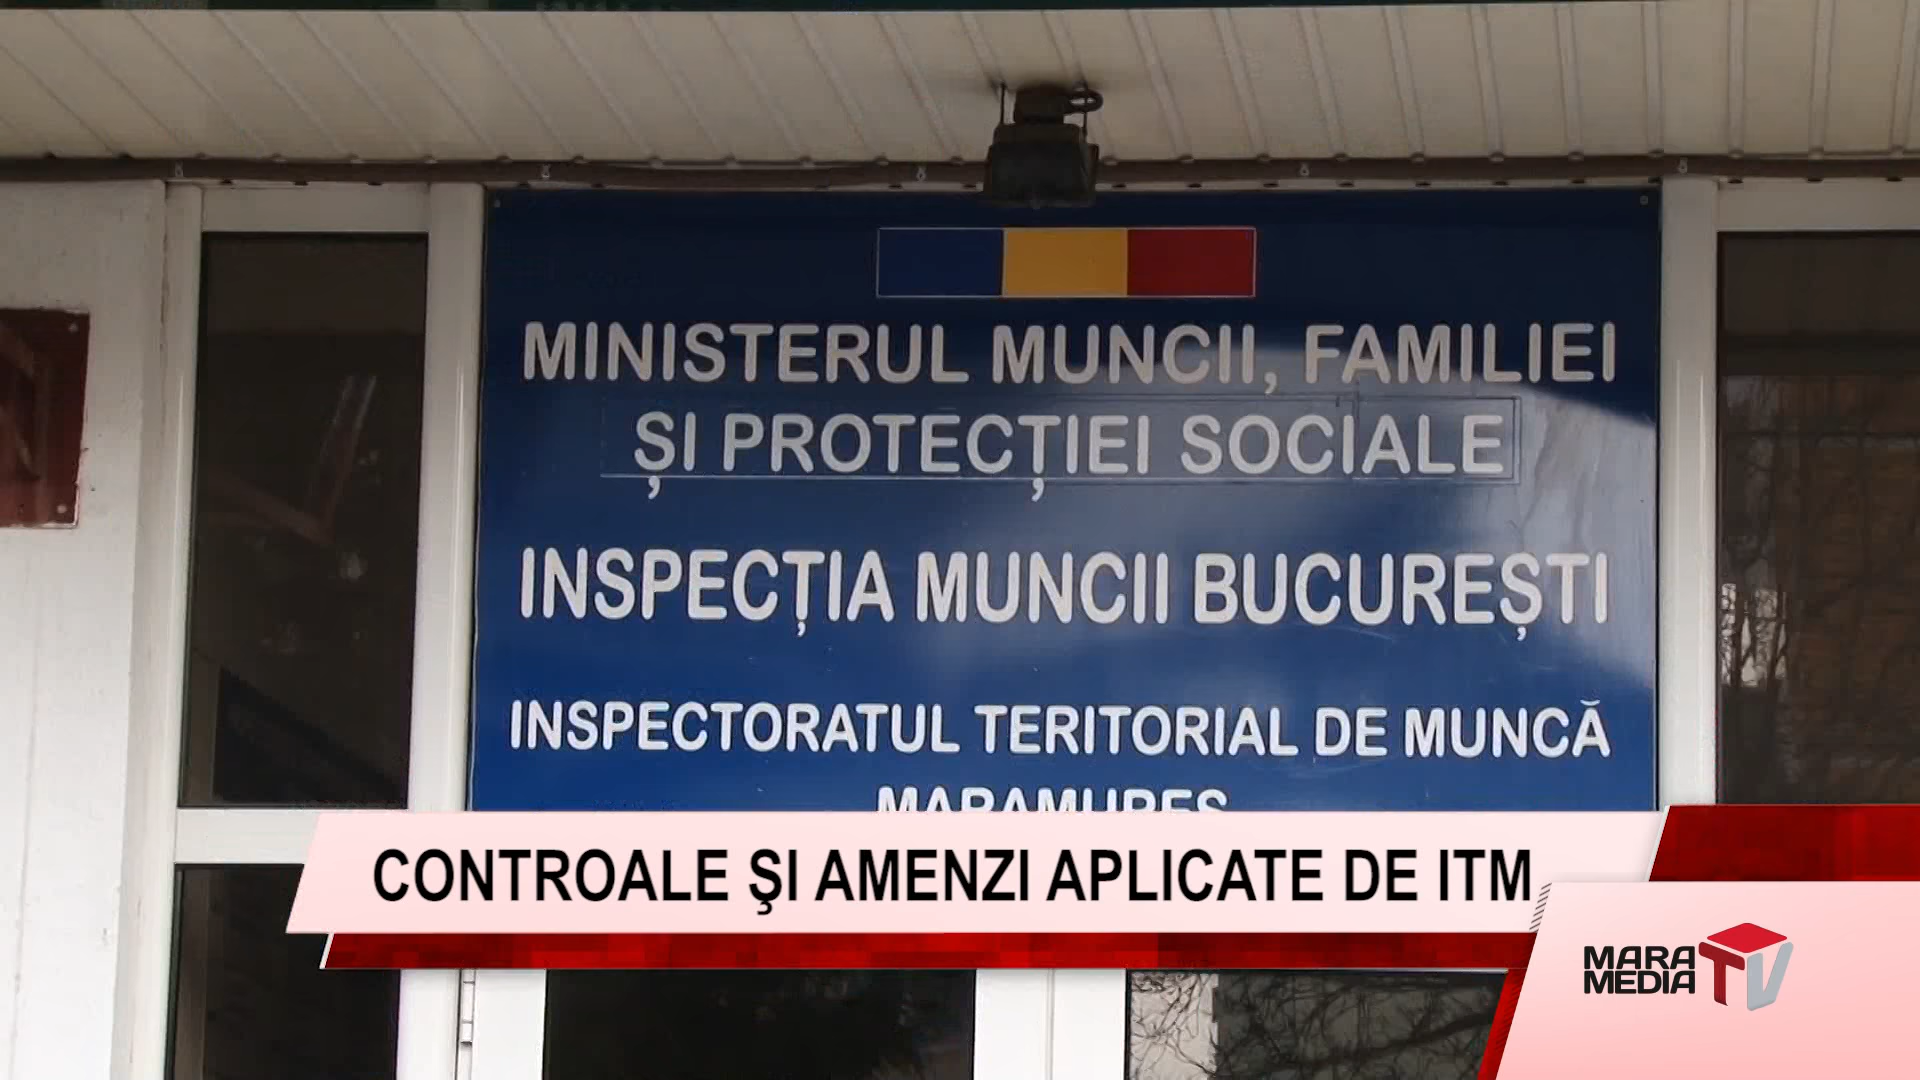 MINISTERUL MUNCII, FAMILIEI
ȘI PROTECȚIEI SOCIALE
INSPECȚIA MUNCII BUCUREȘTI
INSPECTORATUL TERITORIAL DE MUNCĂ
MARAMUREȘ
CONTROALE ŞI AMENZI APLICATE DE ITM
MARA
MEDIA TV